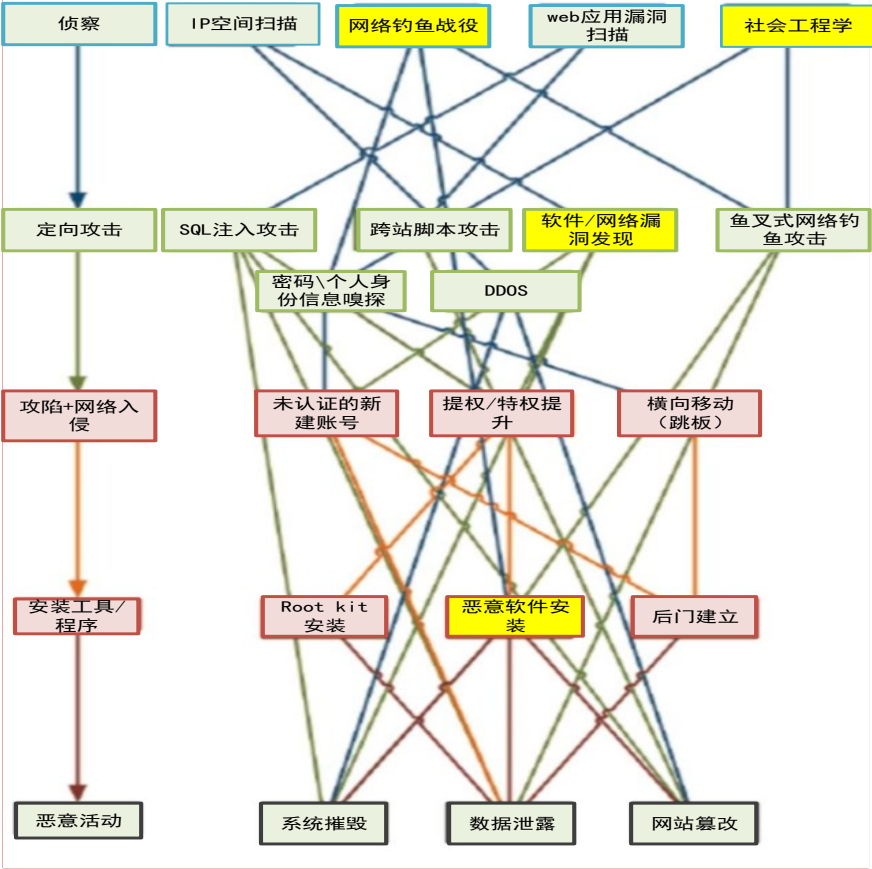 侦察
IP空间扫描
网络钓鱼战役
web应用漏洞
扫描
社会工程学
定向攻击
SQL注入攻击
跨站脚本攻击
软件/网络漏
洞发现
鱼叉式网络钓
鱼攻击
密码\个人身
份信息嗅探
DDOS
攻陷+网络入
侵
未认证的新
建账号
提权/特权提
升
横向移动
（跳板）
安装工具/
程序
Root kit
安装
恶意软件安
装
后门建立
恶意活动
系统摧毁
数据泄露
网站篡改